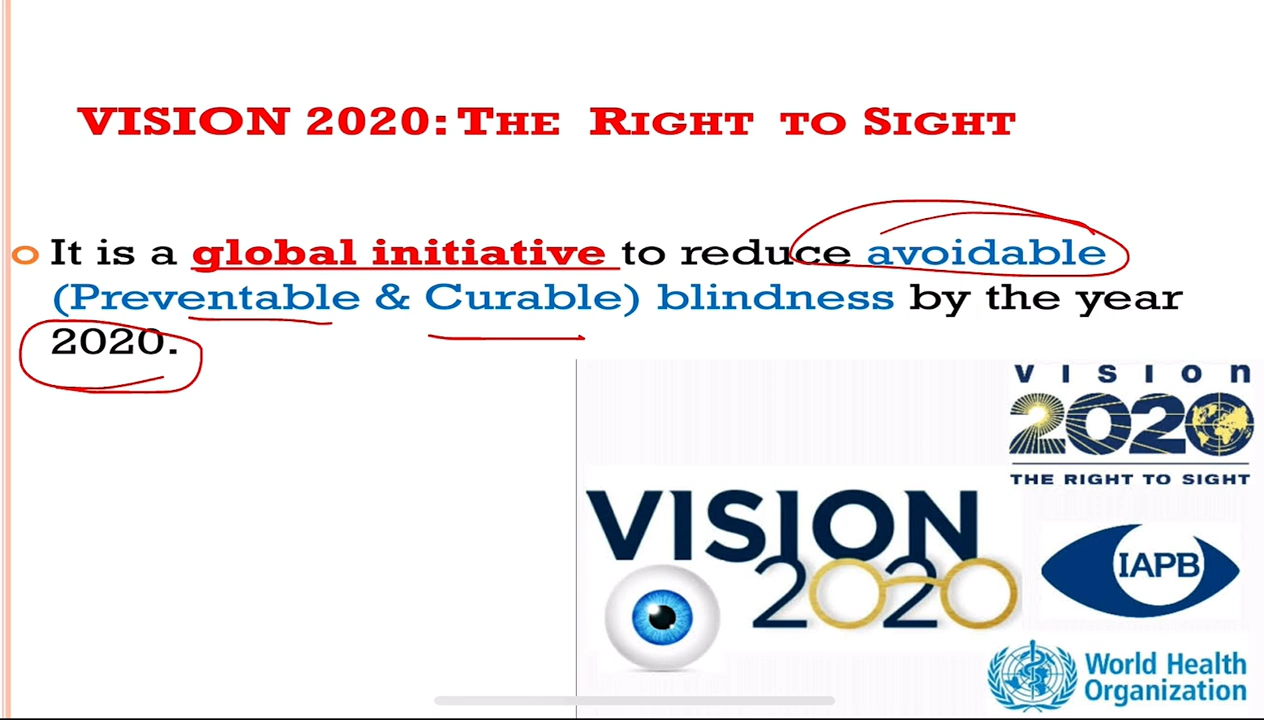 VISION 2020: THE RIGHT TO SIGHT
It is a global initiative to reduce avoidable
(Preventable & Curable) blindness by the year
2020.
vision
2020
THE RIGHT TO SIGHT
VISION
2020
IAPB
World Health
Organization